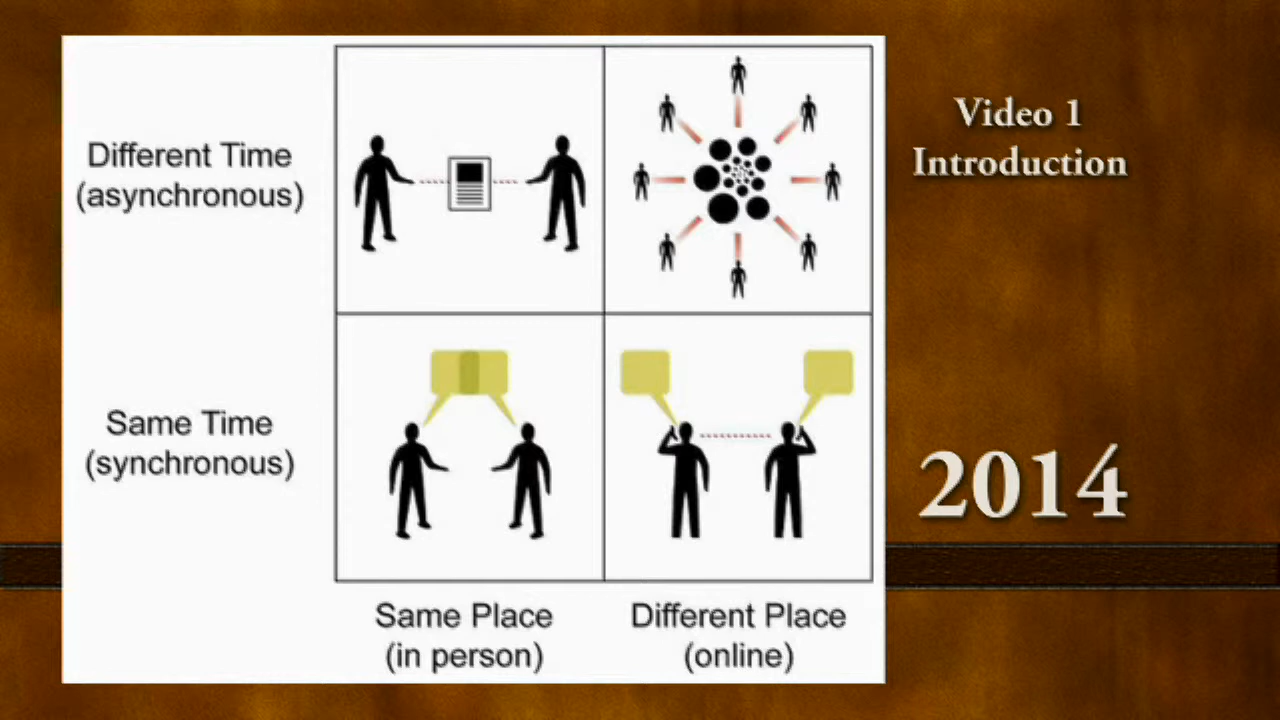 Different Time
(asynchronous)
Same Time
(synchronous)
Same Place
(in person)
Different Place
(online)
Video 1
Introduction
2014